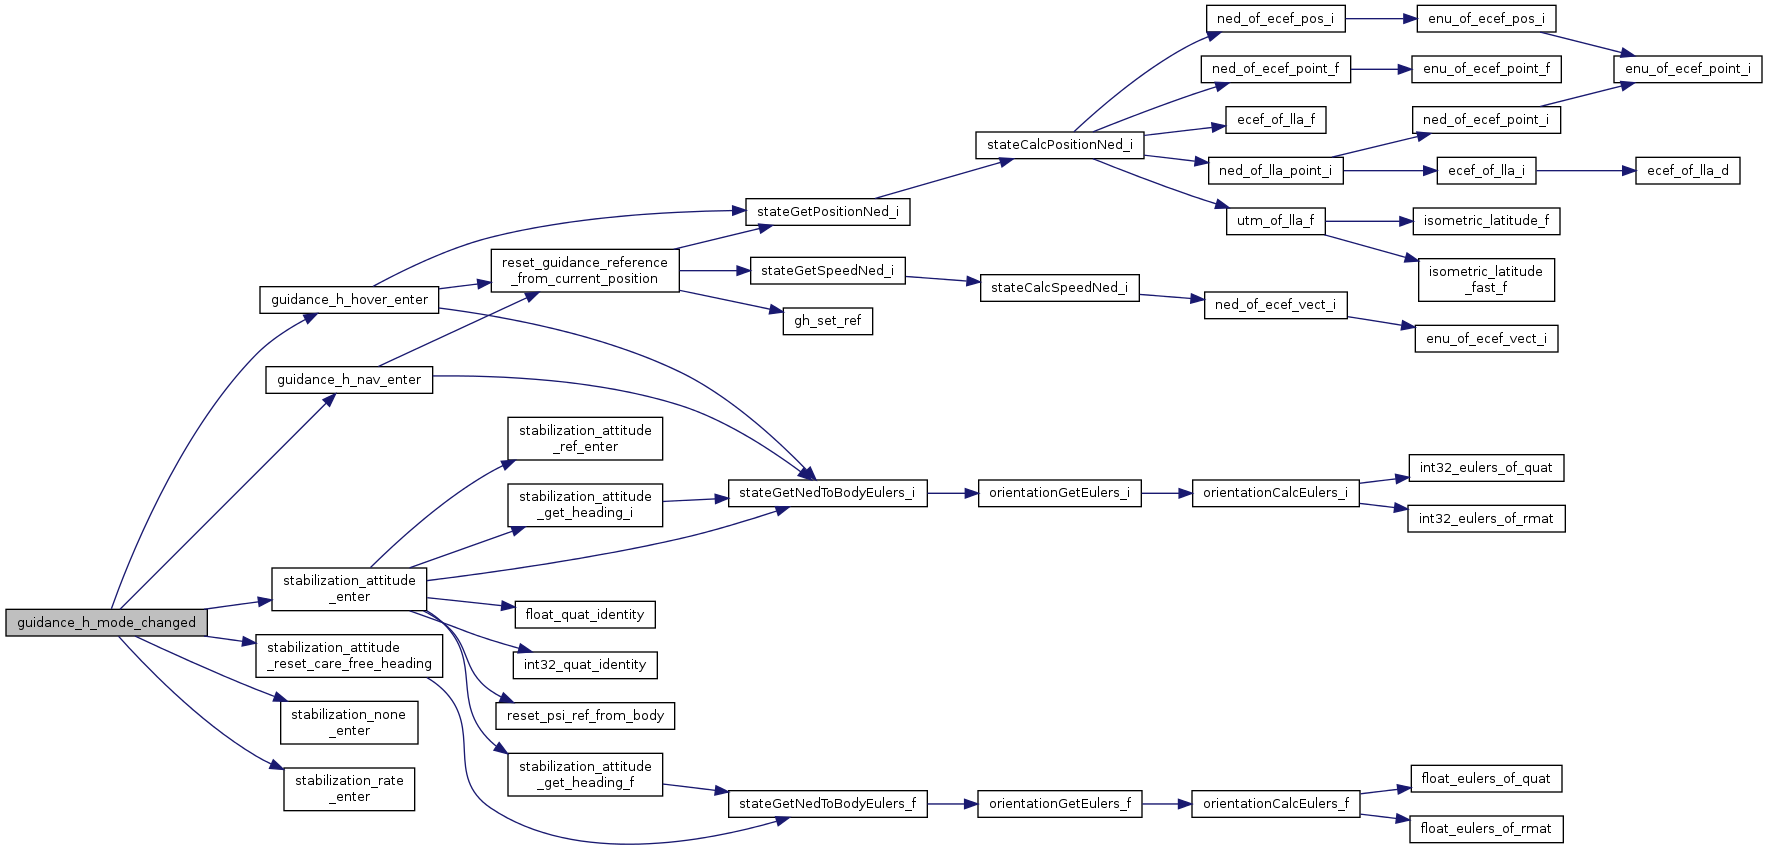 guidance_h_mode_changed
guidance_h_hover_enter
guidance_h_nav_enter
stabilization_attitude
_enter
stabilization_attitude
_reset_care_free_heading
stabilization_none
_enter
stabilization_rate
_enter
reset_guidance_reference
_from_current_position
stabilization_attitude
_ref_enter
stabilization_attitude
_get_heading_i
float_quat_identity
int32_quat_identity
reset_psi_ref_from_body
stabilization_attitude
_get_heading_f
stateGetPositionNed_i
stateGetSpeedNed_i
gh_set_ref
stateGetNedToBodyEulers_i
stateGetNedToBodyEulers_f
stateCalcPositionNed_i
stateCalcSpeedNed_i
orientationGetEulers_i
orientationGetEulers_f
ned_of_ecef_pos_i
ned_of_ecef_point_f
ecef_of_lla_f
ned_of_lla_point_i
utm_of_lla_f
ned_of_ecef_vect_i
orientationCalcEulers_i
orientationCalcEulers_f
enu_of_ecef_pos_i
enu_of_ecef_point_f
ned_of_ecef_point_i
ecef_of_lla_i
isometric_latitude_f
isometric_latitude
_fast_f
enu_of_ecef_vect_i
int32_eulers_of_quat
int32_eulers_of_rmat
float_eulers_of_quat
float_eulers_of_rmat
enu_of_ecef_point_i
ecef_of_lla_d